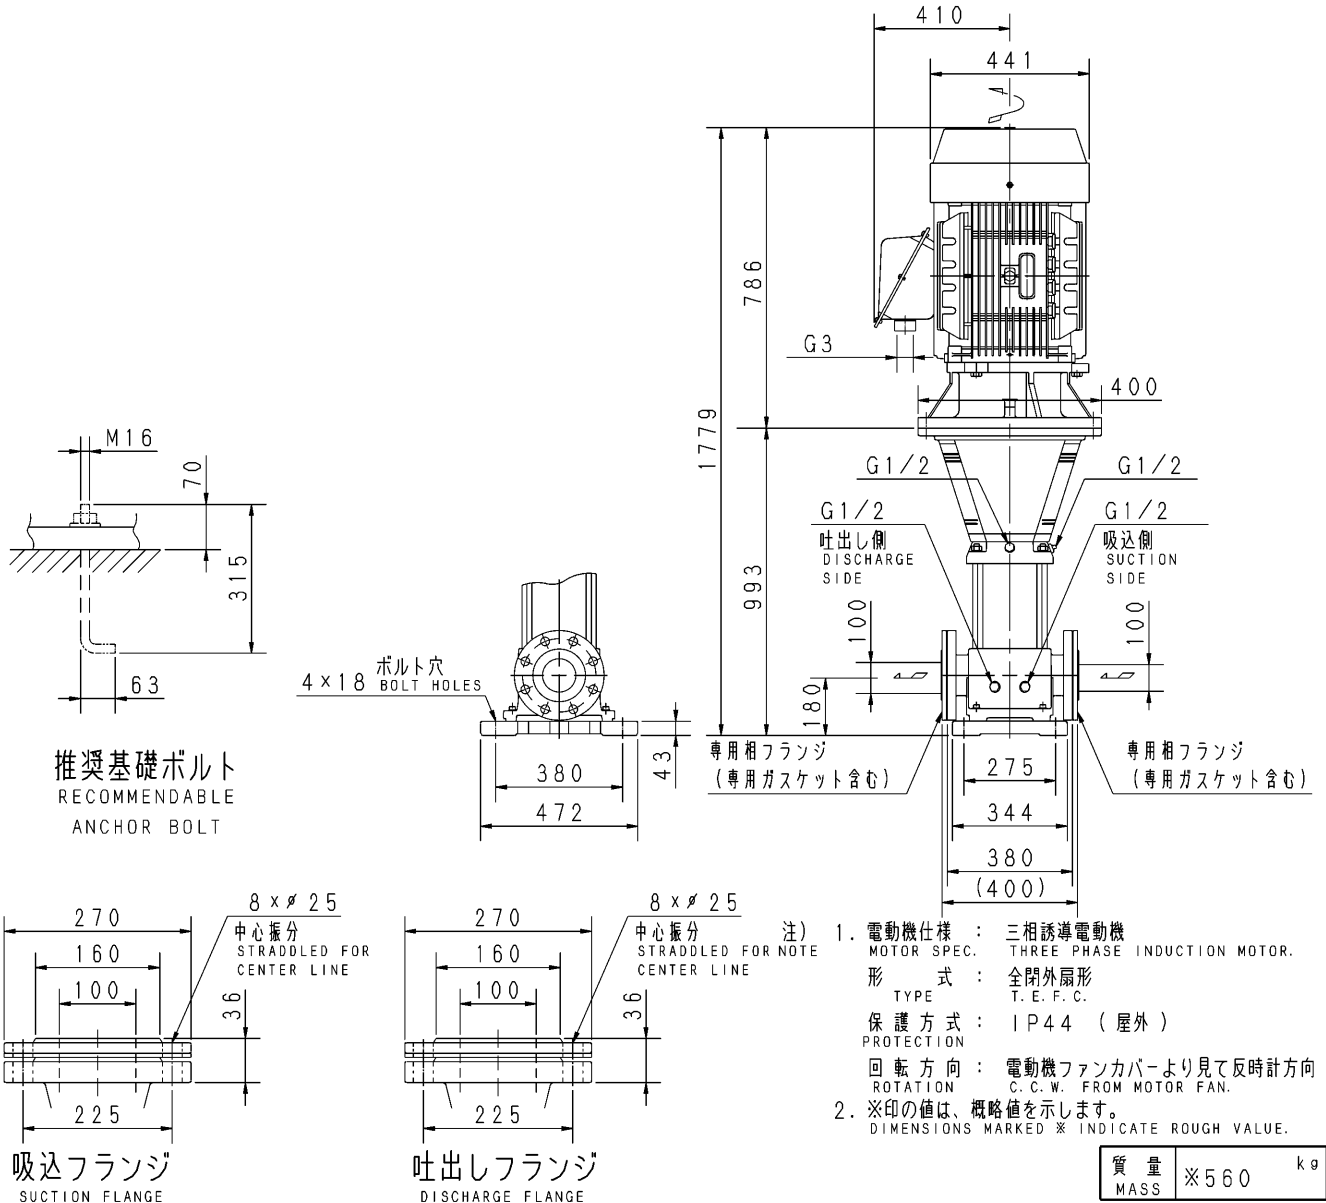 410
441
786
1779
G3
400
993
G1/2
G1/2
G1/2
吐出し側
DISCHARGE
SIDE
G1/2
吸込側
SUCTION
SIDE
100
100
180
専用相フランジ
(専用ガスケット含む)
専用相フランジ
(専用ガスケット含む)
275
344
380
(400)
M16
70
315
63
推奨基礎ボルト
RECOMMENDABLE
ANCHOR BOLT
ボルト穴
4×18 BOLT HOLES
43
380
472
270
160
100
36
225
8×ø25
中心振分
STRADDLED FOR
CENTER LINE
吸込フランジ
SUCTION FLANGE
270
160
100
36
225
8×ø25
中心振分
STRADDLED FOR
CENTER LINE
吐出しフランジ
DISCHARGE FLANGE
注)
NOTE
1. 電動機仕様 : 三相誘導電動機
MOTOR SPEC. THREE PHASE INDUCTION MOTOR.
形 式 : 全閉外扇形
TYPE T.E.F.C.
保護方式 : IP44 (屋外)
PROTECTION
回転方向 : 電動機ファンカバーより見て反時計方向
ROTATION C.C.W. FROM MOTOR FAN.
2. ※印の値は、概略値を示します。
DIMENSIONS MARKED ※ INDICATE ROUGH VALUE.
質量 ※560 kg
MASS